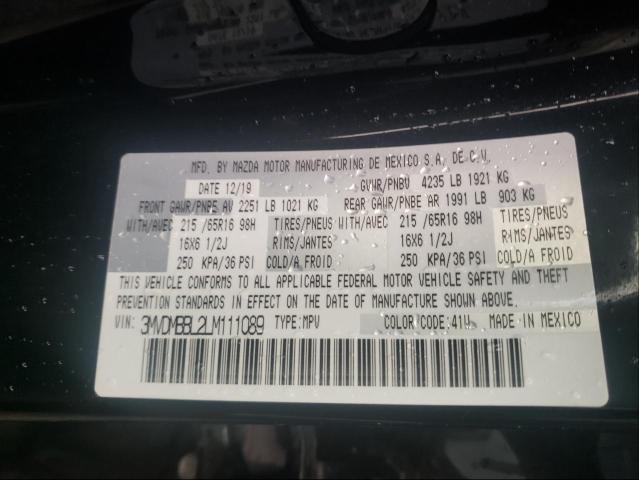 MFD. BY MAZDA MOTOR MANUFACTURING DE MEXICO S.A. DE C.V.
DATE 12/19 GVWR/PNBV 4235 LB 1921 KG
FRONT GAWR/PNPE AV 2251 LB 1021 KG REAR GAWR/PNBE AR 1991 LB 903 KG
WITH/AVEC 215 /65R16 98H TIRES/PNEUS WITH/AVEC 215 /65R16 98H TIRES/PNEUS
16X6 1/2J RIMS/JANTES 16X6 1/2J RIMS/JANTES
250 KPA/36 PSI COLD/A FROID 250 KPA/36 PSI COLD/A FROID
THIS VEHICLE CONFORMS TO ALL APPLICABLE FEDERAL MOTOR VEHICLE SAFETY AND THEFT
PREVENTION STANDARDS IN EFFECT ON THE DATE OF MANUFACTURE SHOWN ABOVE.
VIN: 3MVDMBBL2LM111089 TYPE: MPV COLOR CODE: 41W MADE IN MEXICO